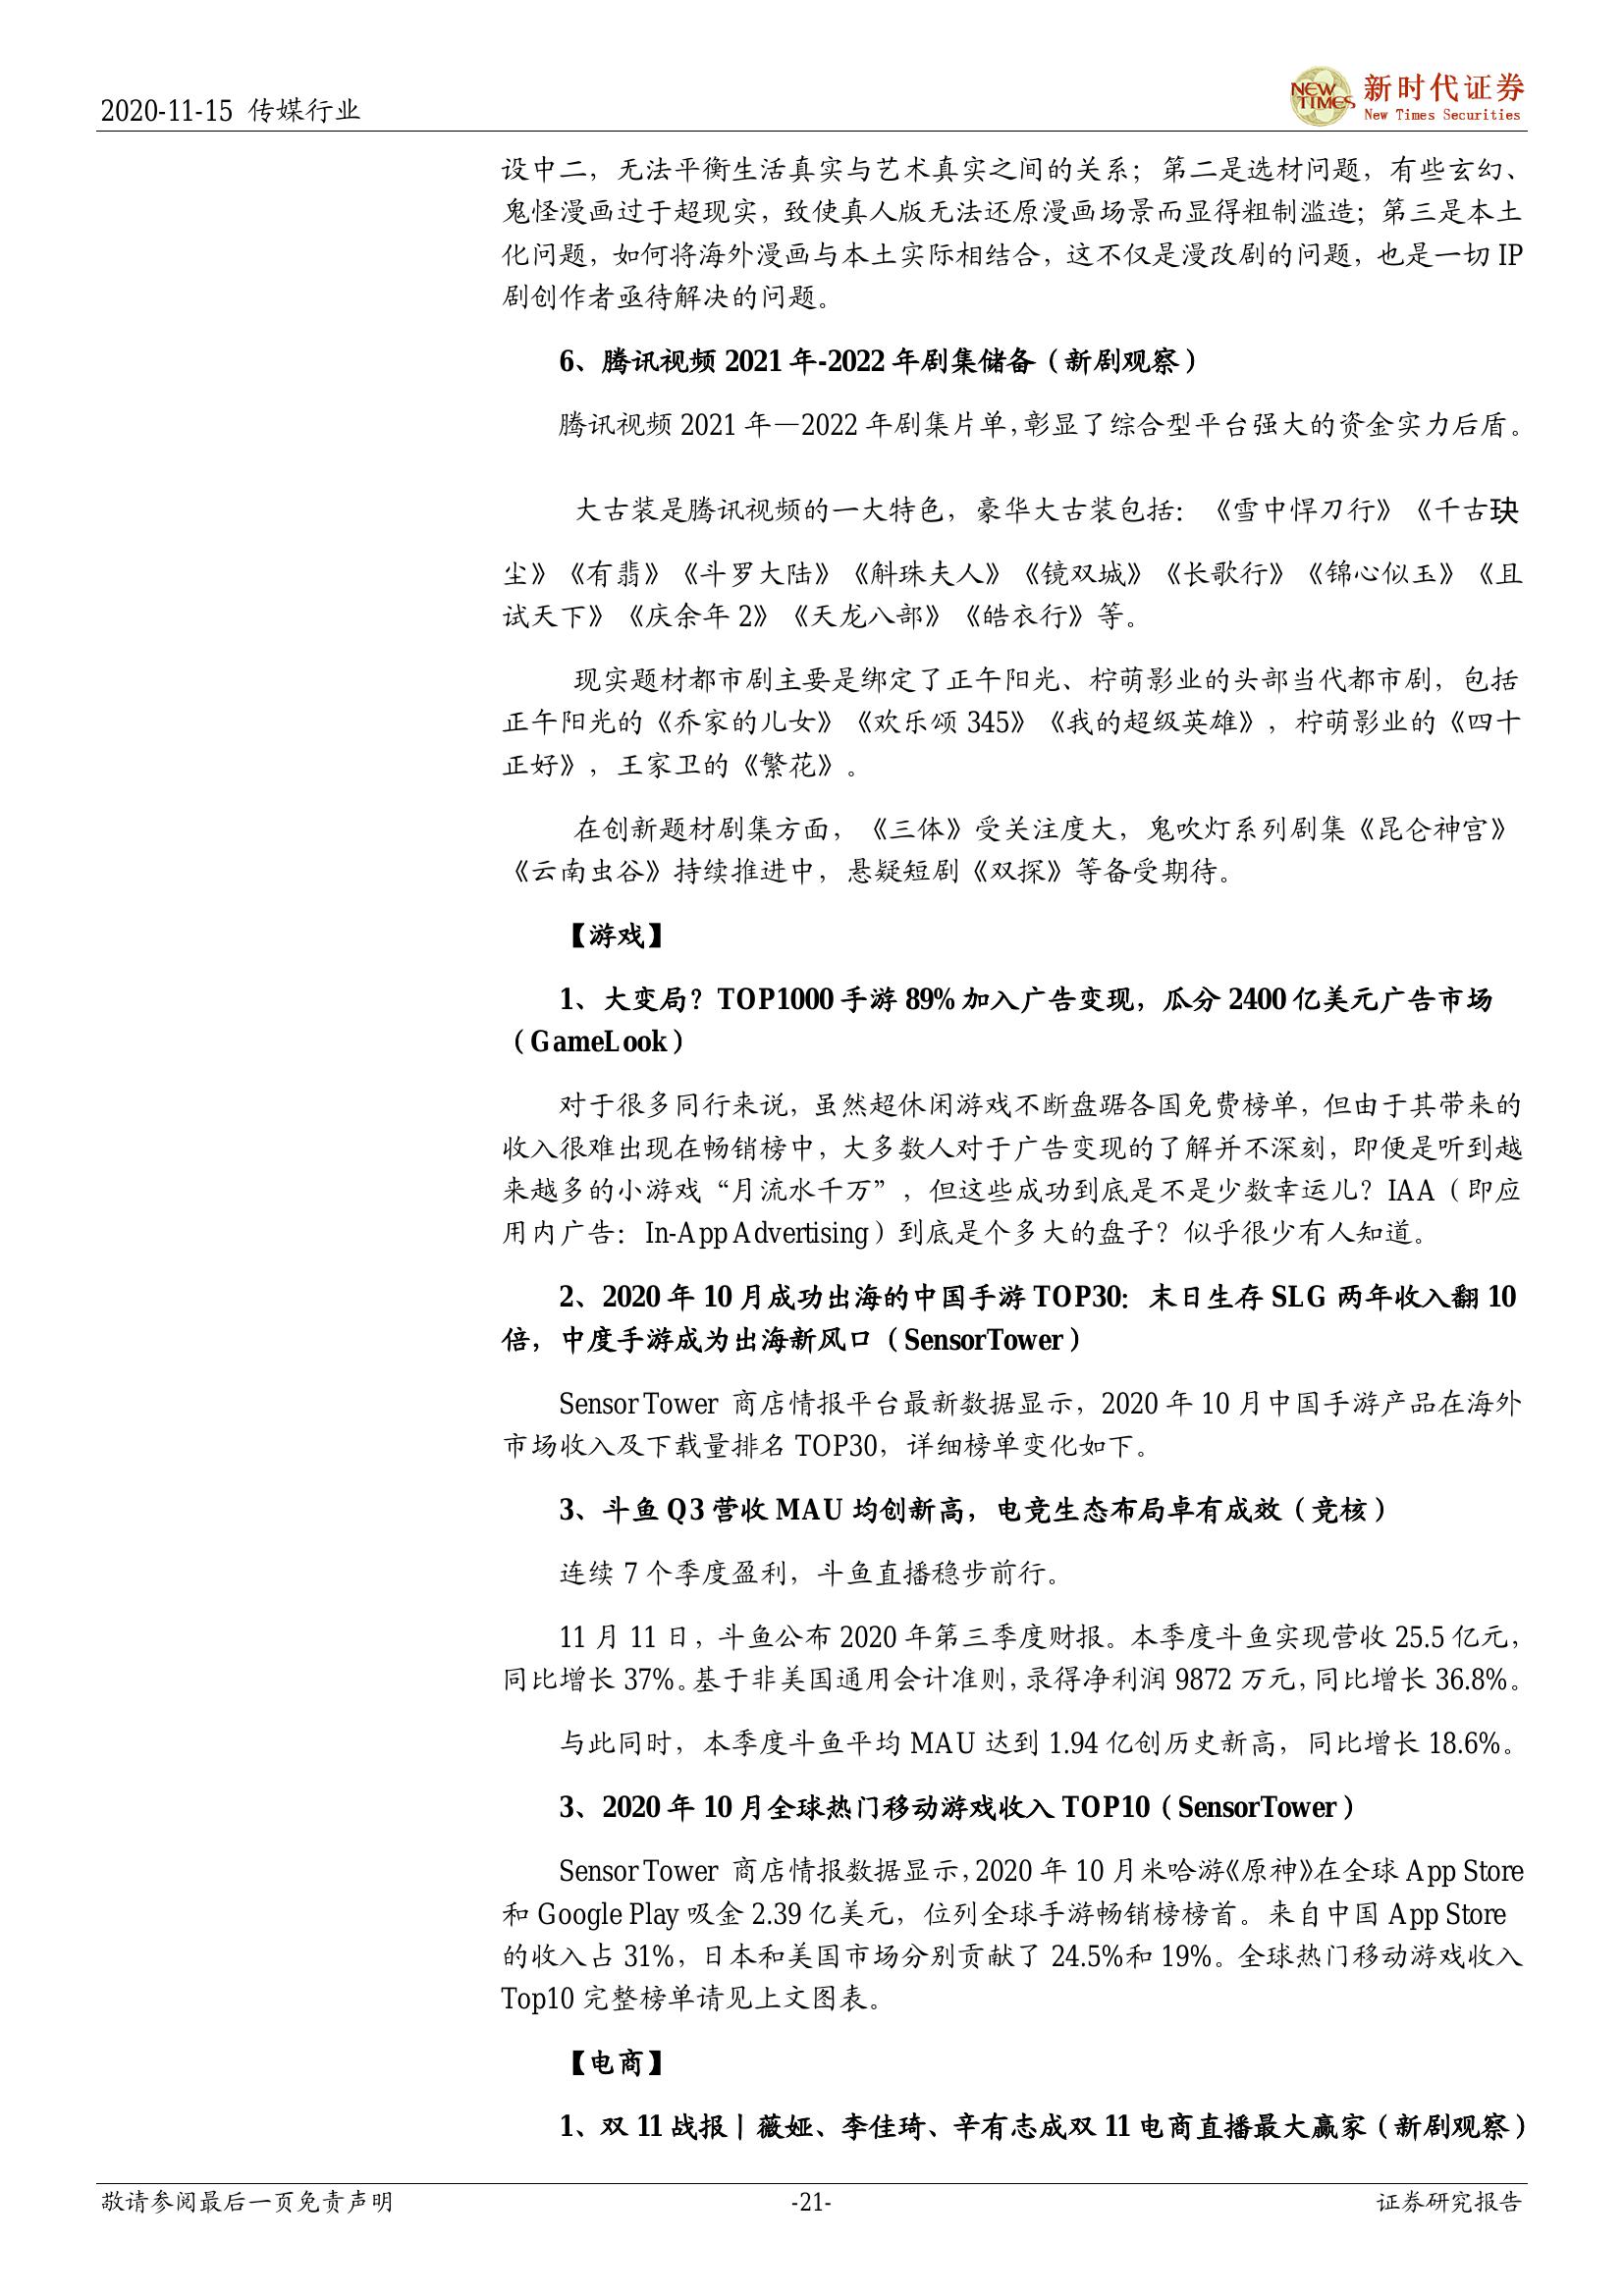 2020-11-15 传媒行业
NEW TIMES
新时代证券
New Times Securities
设中二，无法平衡生活真实与艺术真实之间的关系；第二是选材问题，有些玄幻、
鬼怪漫画过于超现实，致使真人版无法还原漫画场景而显得粗制滥造；第三是本土
化问题，如何将海外漫画与本土实际相结合，这不仅是漫改剧的问题，也是一切 IP
剧创作者亟待解决的问题。
6、腾讯视频 2021 年-2022 年剧集储备（新剧观察）
腾讯视频 2021 年—2022 年剧集片单，彰显了综合型平台强大的资金实力后盾。
大古装是腾讯视频的一大特色，豪华大古装包括：《雪中悍刀行》《千古玦
尘》《有翡》《斗罗大陆》《斛珠夫人》《镜双城》《长歌行》《锦心似玉》《且
试天下》《庆余年 2》《天龙八部》《皓衣行》等。
现实题材都市剧主要是绑定了正午阳光、柠萌影业的头部当代都市剧，包括
正午阳光的《乔家的儿女》《欢乐颂 345》《我的超级英雄》，柠萌影业的《四十
正好》，王家卫的《繁花》。
在创新题材剧集方面，《三体》受关注度大，鬼吹灯系列剧集《昆仑神宫》
《云南虫谷》持续推进中，悬疑短剧《双探》等备受期待。
【游戏】
1、大变局？TOP1000 手游 89%加入广告变现，瓜分 2400 亿美元广告市场
（GameLook）
对于很多同行来说，虽然超休闲游戏不断盘踞各国免费榜单，但由于其带来的
收入很难出现在畅销榜中，大多数人对于广告变现的了解并不深刻，即便是听到越
来越多的小游戏“月流水千万”，但这些成功到底是不是少数幸运儿？IAA（即应
用内广告：In-App Advertising）到底是个多大的盘子？似乎很少有人知道。
2、2020 年 10 月成功出海的中国手游 TOP30：末日生存 SLG 两年收入翻 10
倍，中度手游成为出海新风口（SensorTower）
Sensor Tower 商店情报平台最新数据显示，2020 年 10 月中国手游产品在海外
市场收入及下载量排名 TOP30，详细榜单变化如下。
3、斗鱼 Q3 营收 MAU 均创新高，电竞生态布局卓有成效（竞核）
连续 7 个季度盈利，斗鱼直播稳步前行。
11 月 11 日，斗鱼公布 2020 年第三季度财报。本季度斗鱼实现营收 25.5 亿元，
同比增长 37%。基于非美国通用会计准则，录得净利润 9872 万元，同比增长 36.8%。
与此同时，本季度斗鱼平均 MAU 达到 1.94 亿创历史新高，同比增长 18.6%。
3、2020 年 10 月全球热门移动游戏收入 TOP10（SensorTower）
Sensor Tower 商店情报数据显示，2020 年 10 月米哈游《原神》在全球 App Store
和 Google Play 吸金 2.39 亿美元，位列全球手游畅销榜榜首。来自中国 App Store
的收入占 31%，日本和美国市场分别贡献了 24.5%和 19%。全球热门移动游戏收入
Top10 完整榜单请见上文图表。
【电商】
1、双 11 战报丨薇娅、李佳琦、辛有志成双 11 电商直播最大赢家（新剧观察）
敬请参阅最后一页免责声明
-21-
证券研究报告